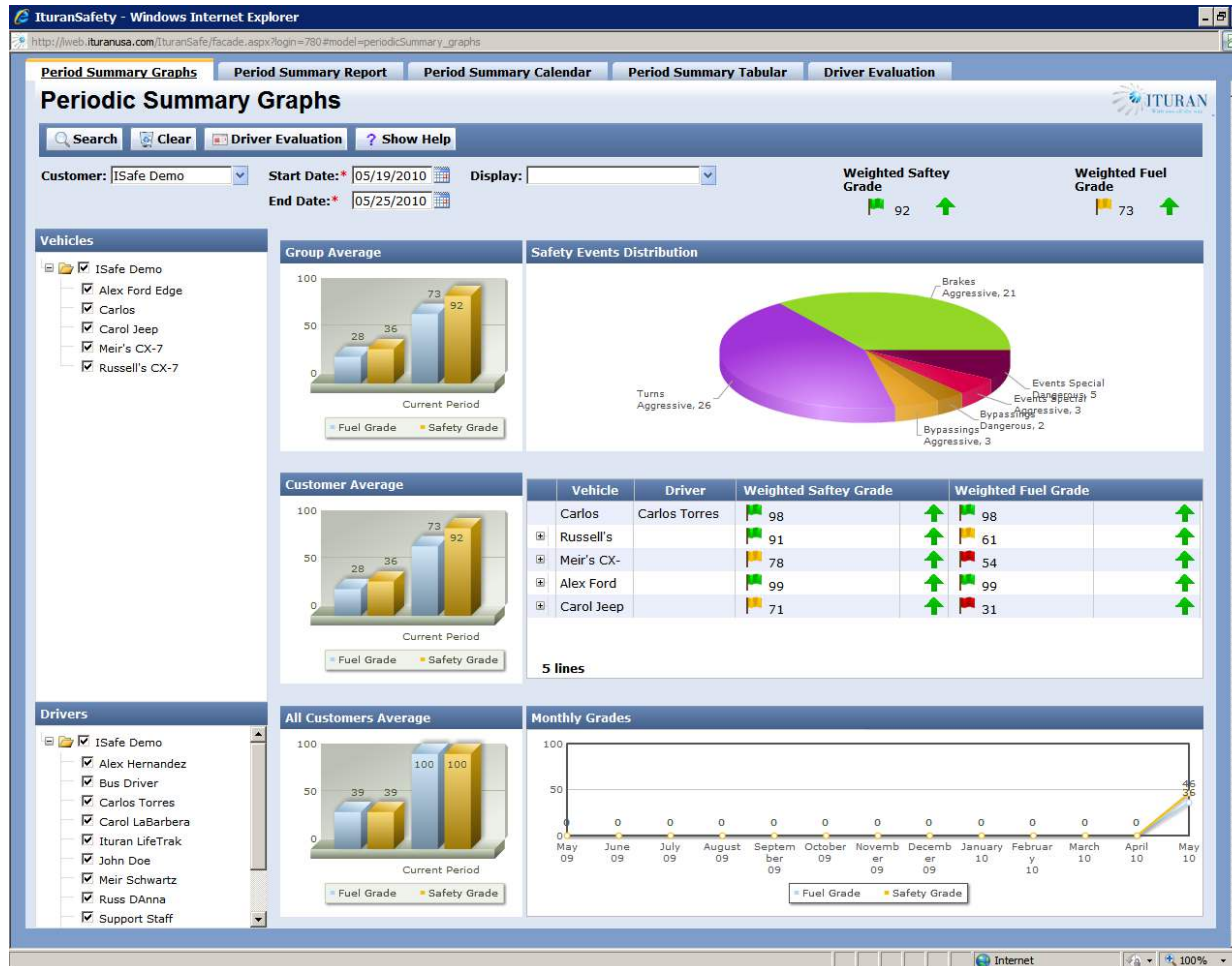 IturanSafety - Windows Internet Explorer
http://iweb.ituranusa.com/IturanSafe/facade.aspx?login=780#model=periodicSummary_graphs
Period Summary Graphs Period Summary Report Period Summary Calendar Period Summary Tabular Driver Evaluation
Periodic Summary Graphs
ITURAN
Search Clear Driver Evaluation ? Show Help
Customer: ISafe Demo Start Date:* 05/19/2010 Display:
End Date:* 05/25/2010
Weighted Saftey Grade
92
Weighted Fuel Grade
73
Vehicles
ISafe Demo
Alex Ford Edge
Carlos
Carol Jeep
Meir's CX-7
Russell's CX-7
Group Average
100
50
0
28 36 73 92
Current Period
Fuel Grade Safety Grade
Safety Events Distribution
Brakes
Aggressive, 21
Turns
Aggressive, 26
Events Special
Dangerous, 5
Events Special
Aggressive, 3
Bypassings
Dangerous, 2
Bypassings
Aggressive, 3
Customer Average
100
50
0
28 36 73 92
Current Period
Fuel Grade Safety Grade
Vehicle Driver Weighted Saftey Grade Weighted Fuel Grade
Carlos Carlos Torres 98 98
Russell's 91 61
Meir's CX- 78 54
Alex Ford 99 99
Carol Jeep 71 31
5 lines
Drivers
ISafe Demo
Alex Hernandez
Bus Driver
Carlos Torres
Carol LaBarbera
Ituran LifeTrak
John Doe
Meir Schwartz
Russ DAnna
Support Staff
All Customers Average
100
50
0
39 39 100 100
Current Period
Fuel Grade Safety Grade
Monthly Grades
100
50
0
0 0 0 0 0 0 0 0 0 0 0 0 46
36
May 09 June 09 July 09 August 09 Septem ber 09 October 09 Novemb er 09 Decemb er 09 January 10 Februar y 10 March 10 April 10 May 10
Fuel Grade Safety Grade
Internet 100%